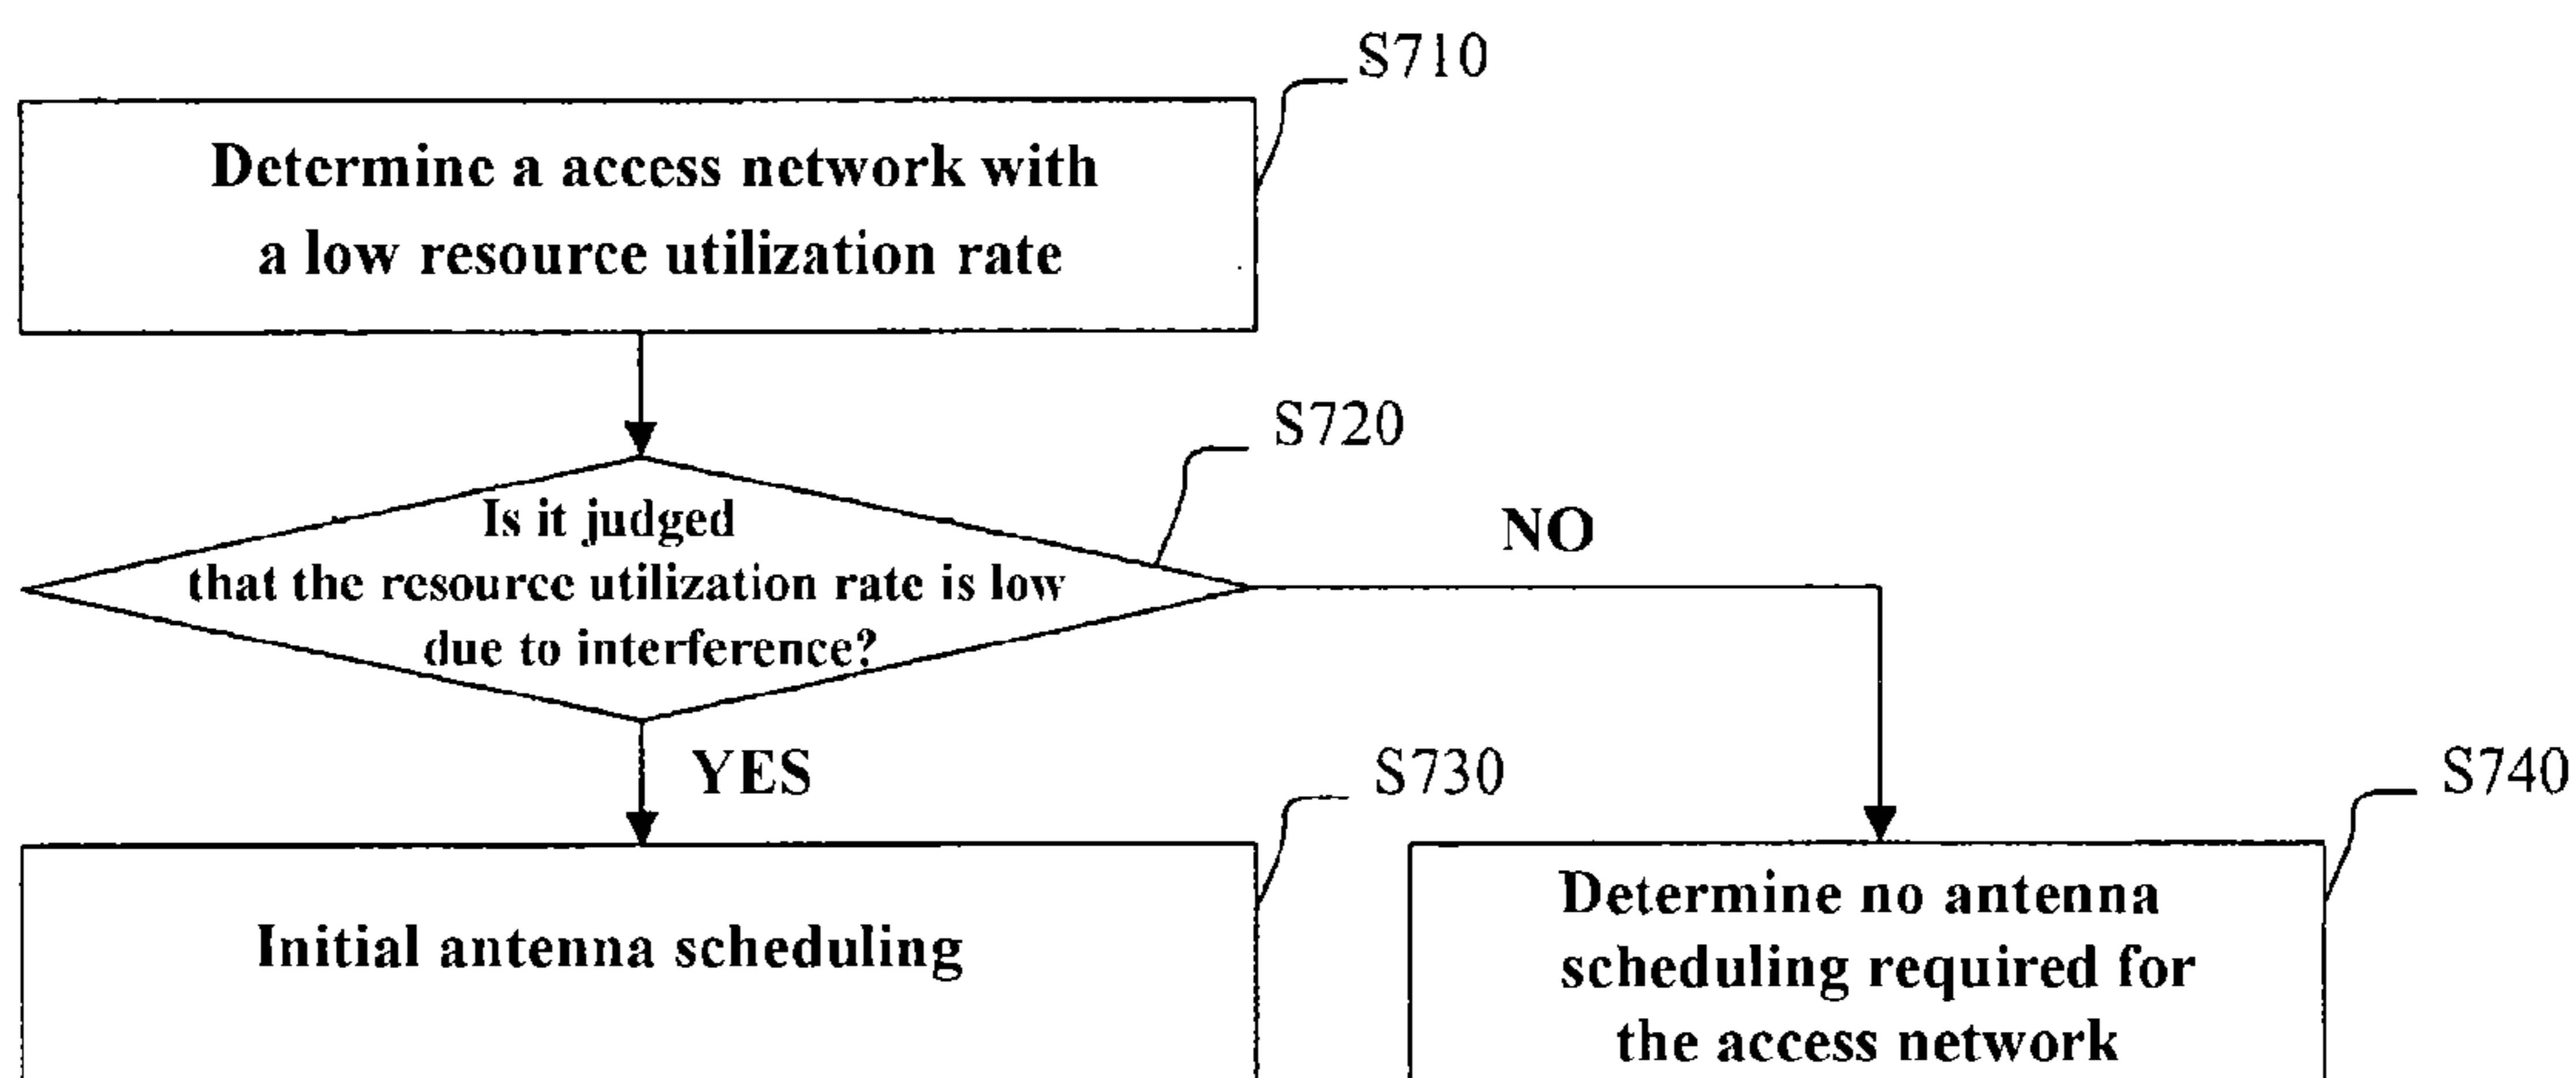 S710
Determine a access network with
a low resource utilization rate
S720
Is it judged
that the resource utilization rate is low
due to interference?
NO
YES
S730
S740
Initial antenna scheduling
Determine no antenna
scheduling required for
the access network